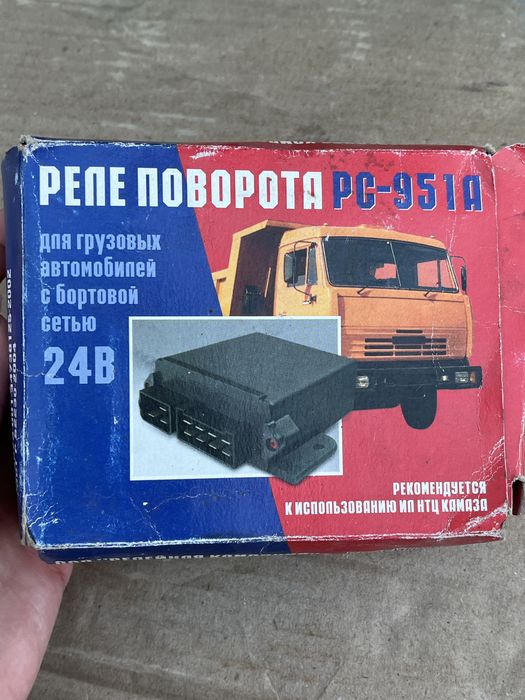 РЕЛЕ ПОВОРОТА РС-951А
для грузовых
автомобилей
с бортовой
сетью
24В
РЕКОМЕНДУЕТСЯ
К ИСПОЛЬЗОВАНИЮ ИП НТЦ КАМАЗА